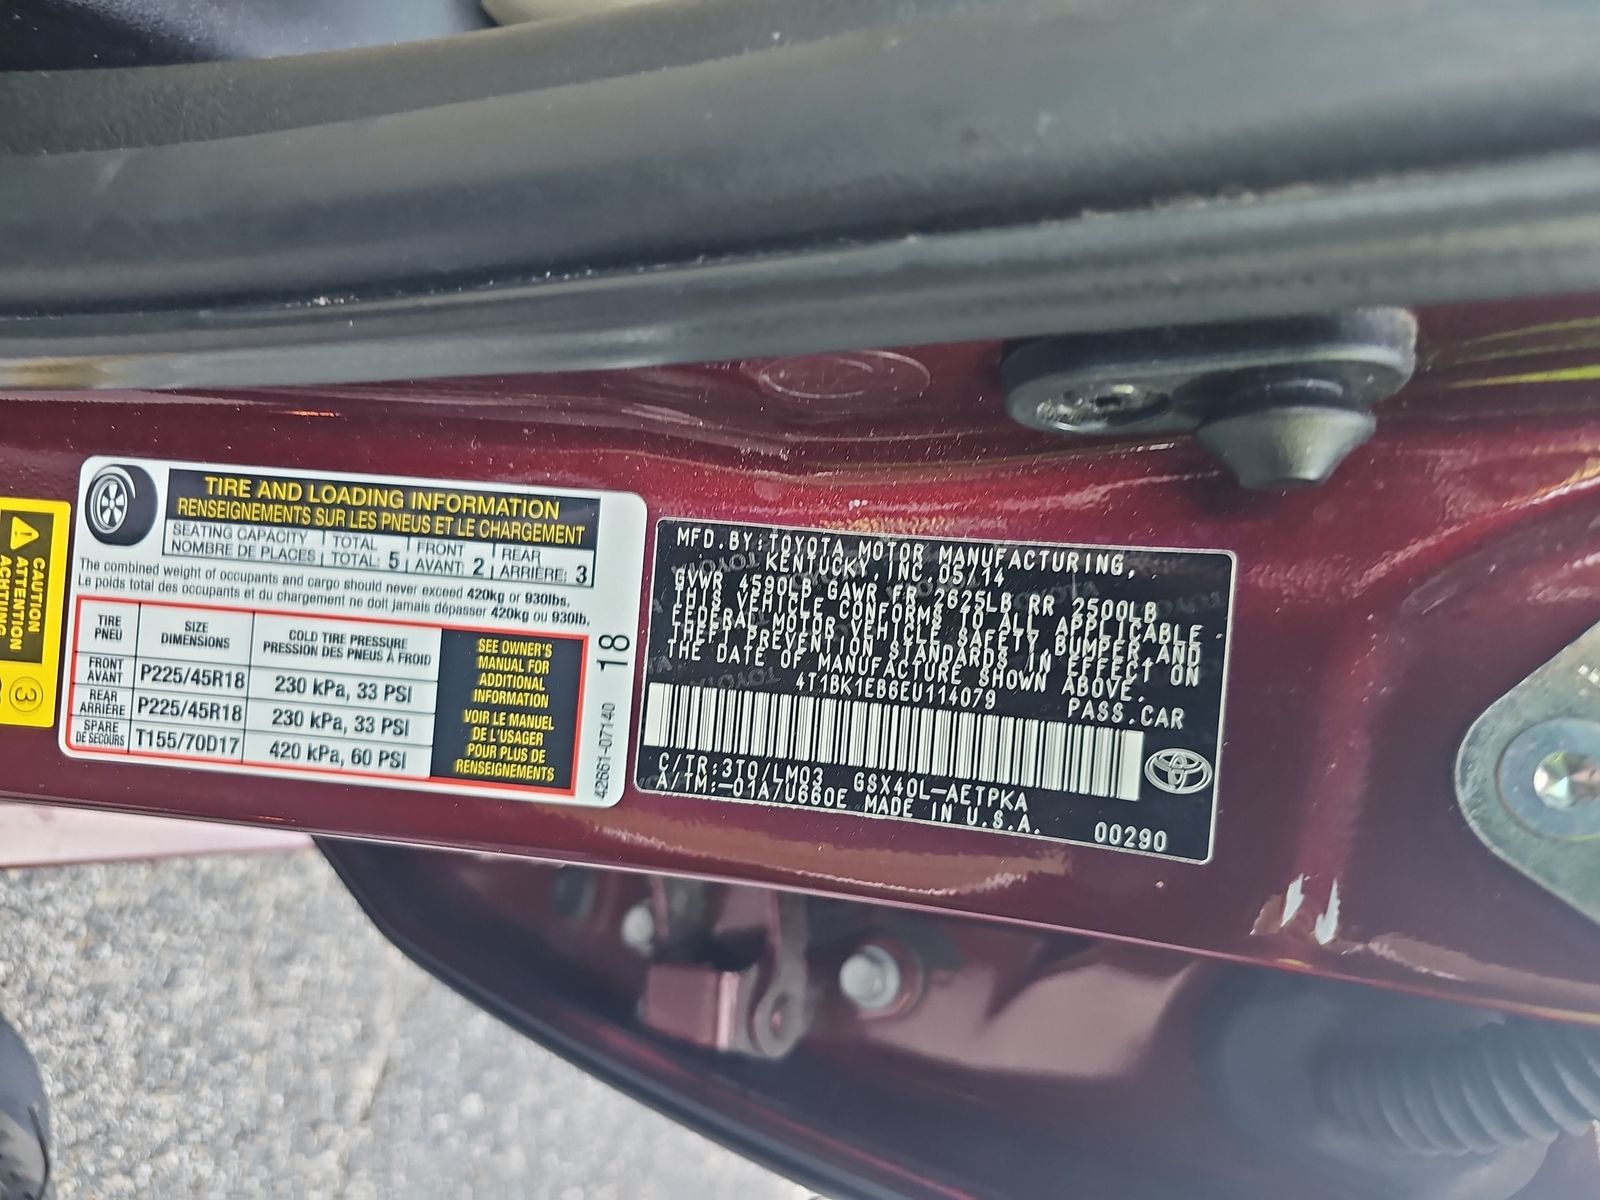 CAUTION
ATTENTION
ACHTUNG
3
TIRE AND LOADING INFORMATION
RENSEIGNEMENTS SUR LES PNEUS ET LE CHARGEMENT
SEATING CAPACITY TOTAL FRONT REAR
NOMBRE DE PLACES TOTAL: 5 AVANT: 2 ARRIÈRE: 3
The combined weight of occupants and cargo should never exceed 420kg or 930lbs.
Le poids total des occupants et du chargement ne doit jamais dépasser 420kg ou 930lb.
TIRE SIZE COLD TIRE PRESSURE
PNEU DIMENSIONS PRESSION DES PNEUS À FROID
FRONT
AVANT P225/45R18 230 kPa, 33 PSI
REAR
ARRIÈRE P225/45R18 230 kPa, 33 PSI
SPARE
DE SECOURS T155/70D17 420 kPa, 60 PSI
SEE OWNER'S
MANUAL FOR
ADDITIONAL
INFORMATION
VOIR LE MANUEL
DE L'USAGER
POUR PLUS DE
RENSEIGNEMENTS
18
42661-07140
MFD.BY:TOYOTA MOTOR MANUFACTURING,
KENTUCKY,INC. 05/14
GVWR 4590LB GAWR FR 2625LB RR 2500LB
THIS VEHICLE CONFORMS TO ALL APPLICABLE
FEDERAL MOTOR VEHICLE SAFETY,BUMPER AND
THEFT PREVENTION STANDARDS IN EFFECT ON
THE DATE OF MANUFACTURE SHOWN ABOVE.
4T1BK1EB6EU114079 PASS.CAR
C/TR:3T0/LM03 GSX40L-AETPKA
A/TM:-01A/U660E MADE IN U.S.A.
00290